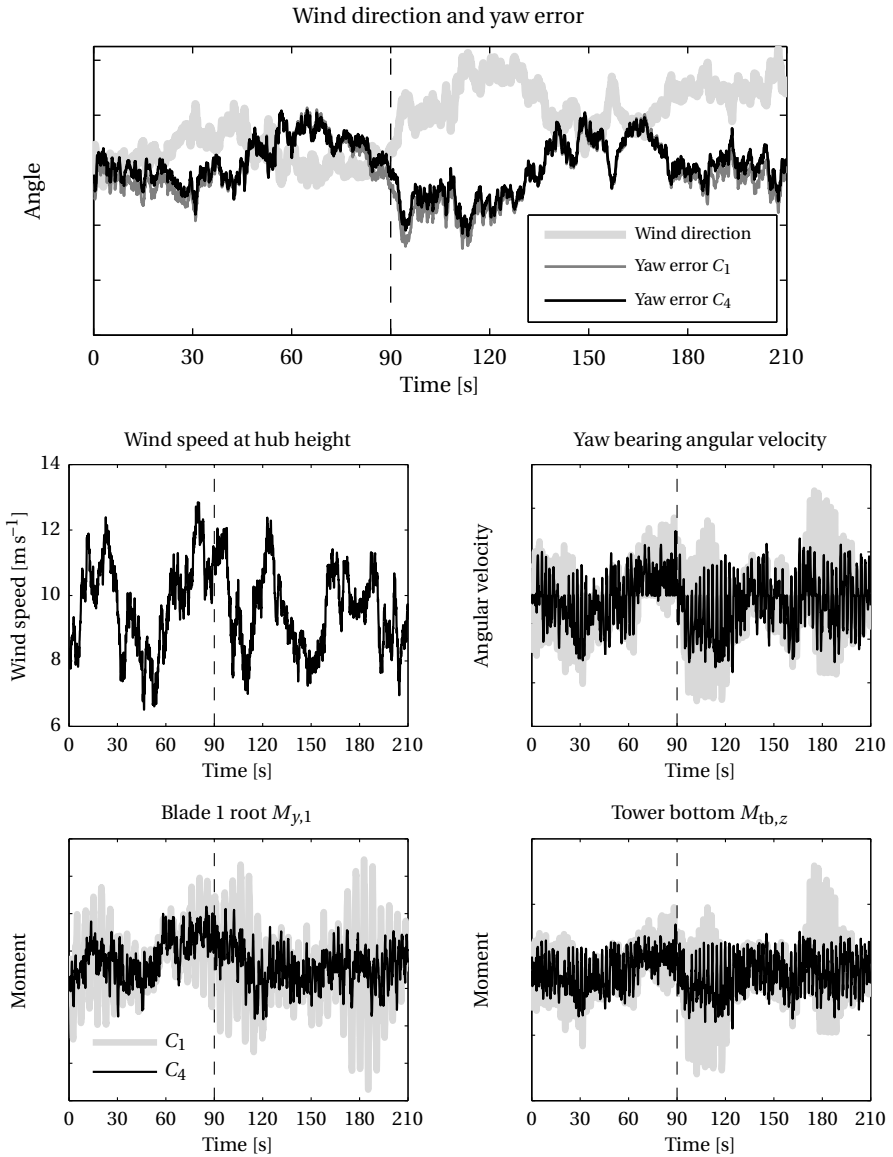 Wind direction and yaw error
Angle
Wind direction
Yaw error C₁
Yaw error C₄
0 30 60 90 120 150 180 210
Time [s]
Wind speed at hub height
Wind speed [m s⁻¹]
14
12
10
8
6
0 30 60 90 120 150 180 210
Time [s]
Yaw bearing angular velocity
Angular velocity
0 30 60 90 120 150 180 210
Time [s]
Blade 1 root M_{y,1}
Moment
C₁
C₄
0 30 60 90 120 150 180 210
Time [s]
Tower bottom M_{tb,z}
Moment
0 30 60 90 120 150 180 210
Time [s]